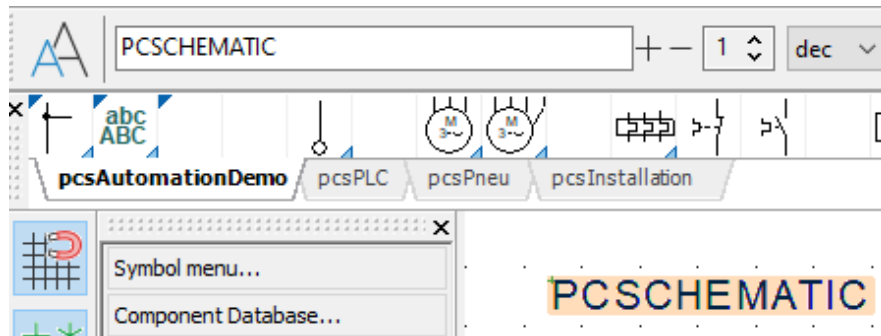 PCSCHEMATIC
1
dec
abc
ABC
M
3~
M
3~
pcsAutomationDemo
pcsPLC
pcsPneu
pcsInstallation
Symbol menu...
Component Database...
PCSCHEMATIC